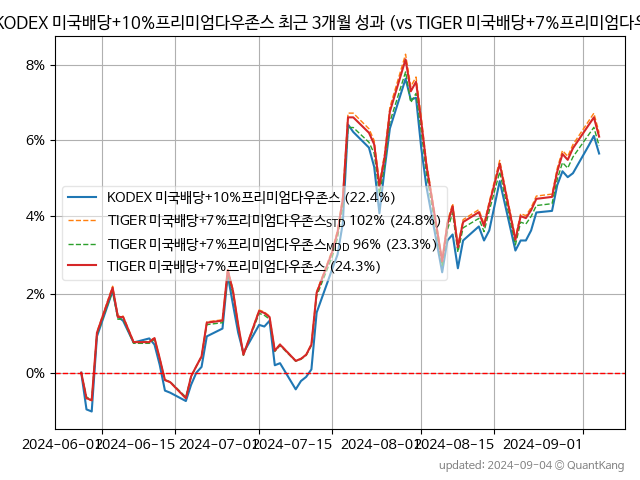 KODEX 미국배당+10%프리미엄다우존스 최근 3개월 성과 (vs TIGER 미국배당+7%프리미엄다우
8%
6%
4%
2%
0%
KODEX 미국배당+10%프리미엄다우존스 (22.4%)
TIGER 미국배당+7%프리미엄다우존스STD 102% (24.8%)
TIGER 미국배당+7%프리미엄다우존스MDD 96% (23.3%)
TIGER 미국배당+7%프리미엄다우존스 (24.3%)
2024-06-01 2024-06-15 2024-07-01 2024-07-15 2024-08-01 2024-08-15 2024-09-01
updated: 2024-09-04 © QuantKang